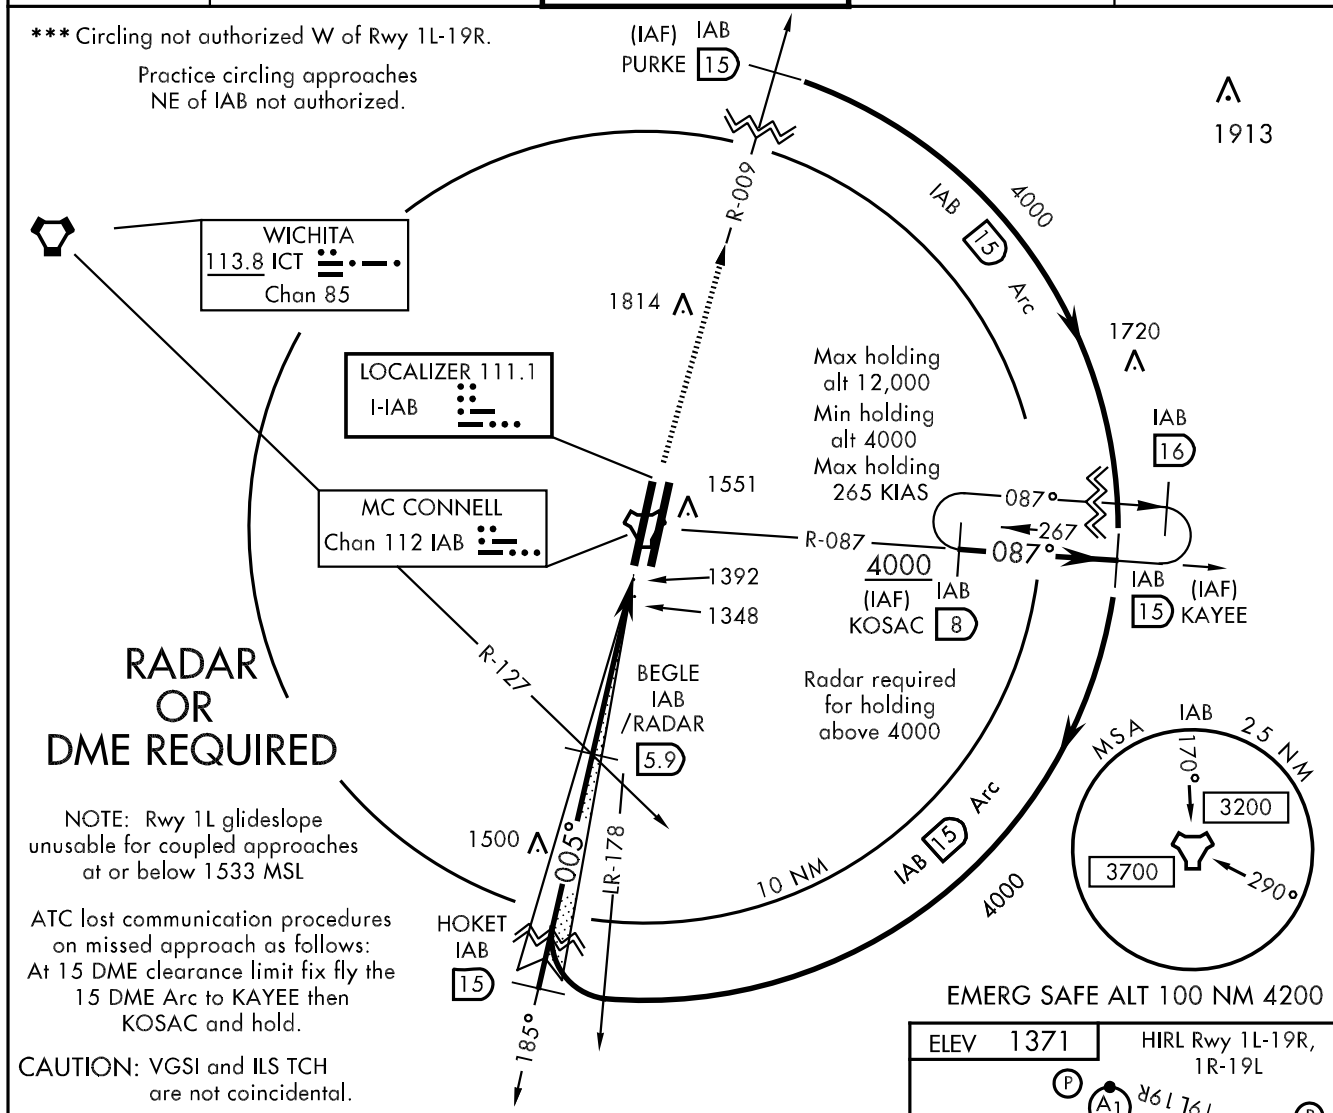 *** Circling not authorized W of Rwy 1L-19R.
Practice circling approaches
NE of IAB not authorized.
(IAF) IAB
PURKE 15
1913
R-009
IAB 15 Arc
4000
WICHITA
113.8 ICT
Chan 85
1814
1720
LOCALIZER 111.1
I-IAB
Max holding
alt 12,000
Min holding
alt 4000
Max holding
265 KIAS
IAB
16
MC CONNELL
Chan 112 IAB
1551
087°
267
R-087
087°
4000
(IAF) IAB
KOSAC 8
IAB (IAF)
15 KAYEE
1392
1348
R-127
RADAR
OR
DME REQUIRED
BEGLE
IAB
/RADAR
5.9
Radar required
for holding
above 4000
MSA IAB 25 NM
170°
3200
3700
290°
NOTE: Rwy 1L glideslope
unusable for coupled approaches
at or below 1533 MSL
1500
005°
LR-178
10 NM
IAB 15 Arc
4000
ATC lost communication procedures
on missed approach as follows:
At 15 DME clearance limit fix fly the
15 DME Arc to KAYEE then
KOSAC and hold.
HOKET
IAB
15
185°
EMERG SAFE ALT 100 NM 4200
CAUTION: VGSI and ILS TCH
are not coincidental.
ELEV 1371
HIRL Rwy 1L-19R,
1R-19L
P
A1
19L 19R